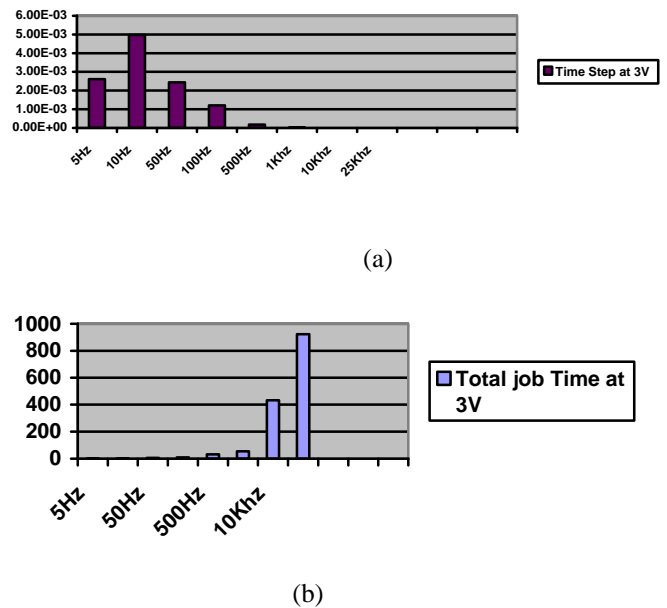 6.00E-03
5.00E-03
4.00E-03
3.00E-03
2.00E-03
1.00E-03
0.00E+00
5Hz 10Hz 50Hz 100Hz 500Hz 1Khz 10Khz 25Khz
Time Step at 3V
(a)
1000
800
600
400
200
0
5Hz 50Hz 500Hz 10Khz
Total job Time at
3V
(b)